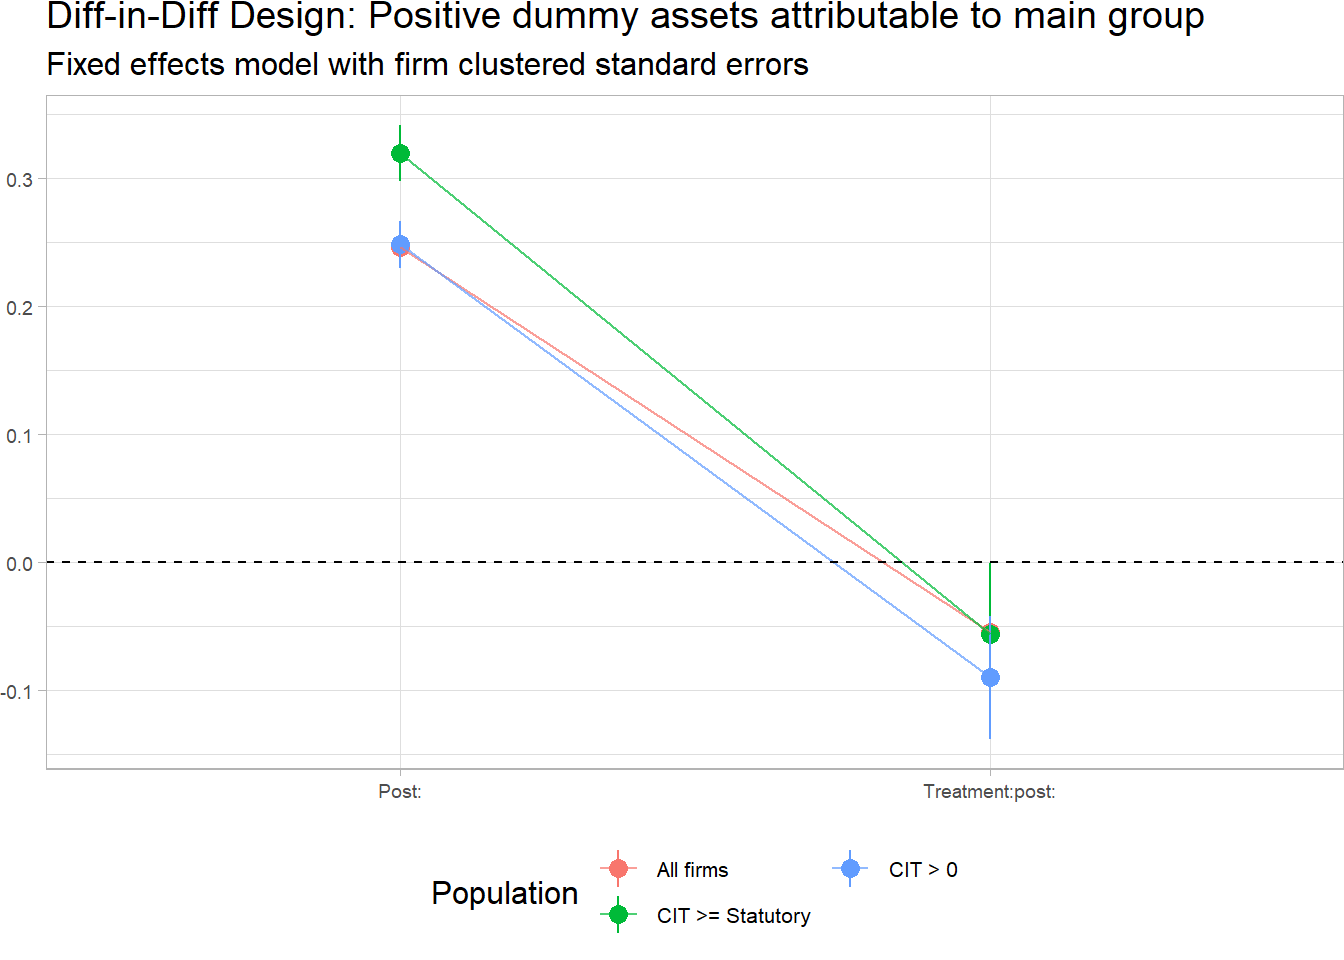 Diff-in-Diff Design: Positive dummy assets attributable to main group
Fixed effects model with firm clustered standard errors
0.3
0.2
0.1
0.0
-0.1
Post:
Treatment:post:
Population
All firms
CIT > 0
CIT >= Statutory